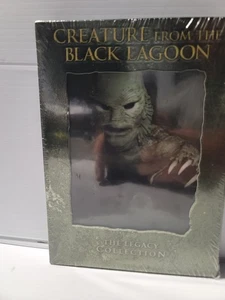 CREATURE FROM THE
BLACK LAGOON
THE LEGACY
COLLECTION